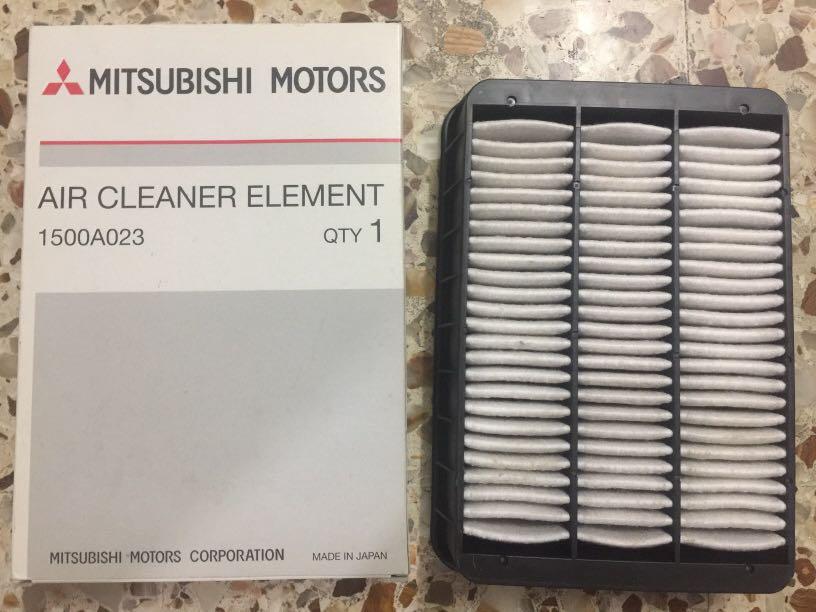 MITSUBISHI MOTORS
AIR CLEANER ELEMENT
1500A023 QTY 1
MITSUBISHI MOTORS CORPORATION MADE IN JAPAN